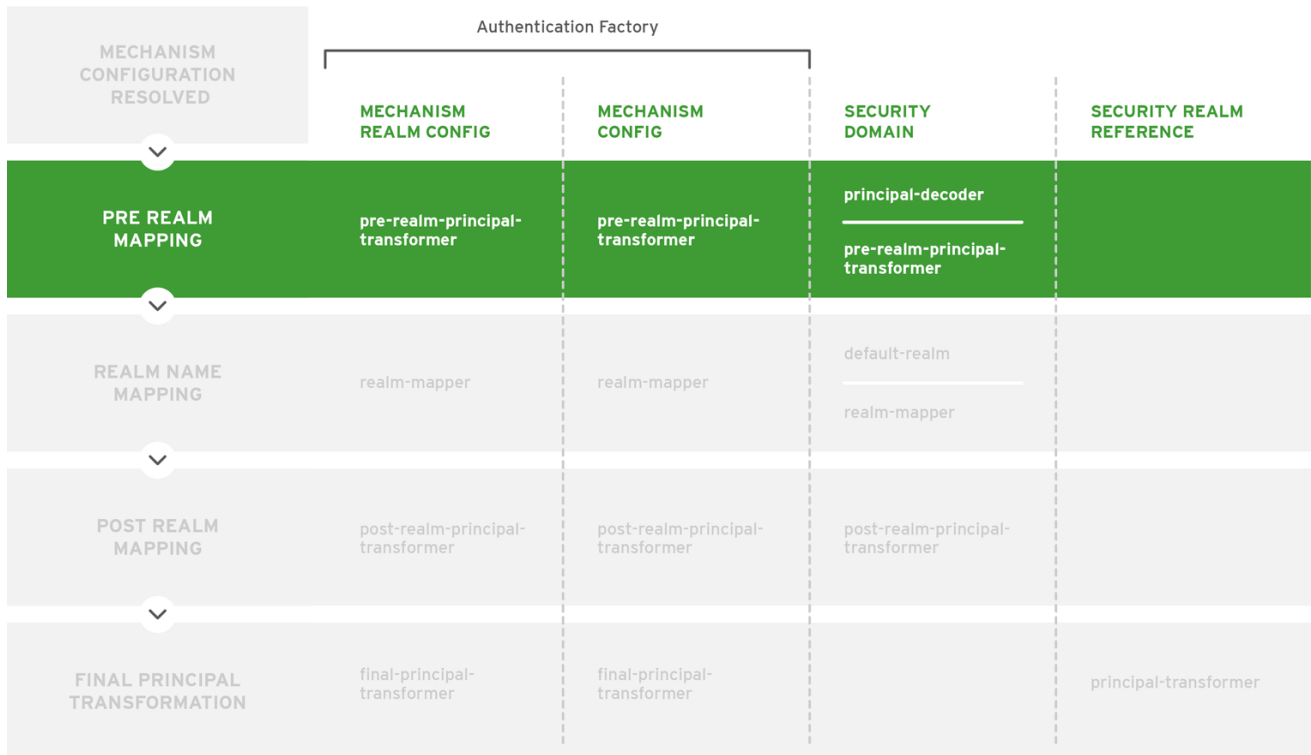 Authentication Factory
MECHANISM
CONFIGURATION
RESOLVED
MECHANISM
REALM CONFIG
MECHANISM
CONFIG
SECURITY
DOMAIN
SECURITY REALM
REFERENCE
PRE REALM
MAPPING
pre-realm-principal-
transformer
pre-realm-principal-
transformer
principal-decoder
pre-realm-principal-
transformer
REALM NAME
MAPPING
realm-mapper
realm-mapper
default-realm
realm-mapper
POST REALM
MAPPING
post-realm-principal-
transformer
post-realm-principal-
transformer
post-realm-principal-
transformer
FINAL PRINCIPAL
TRANSFORMATION
final-principal-
transformer
final-principal-
transformer
principal-transformer